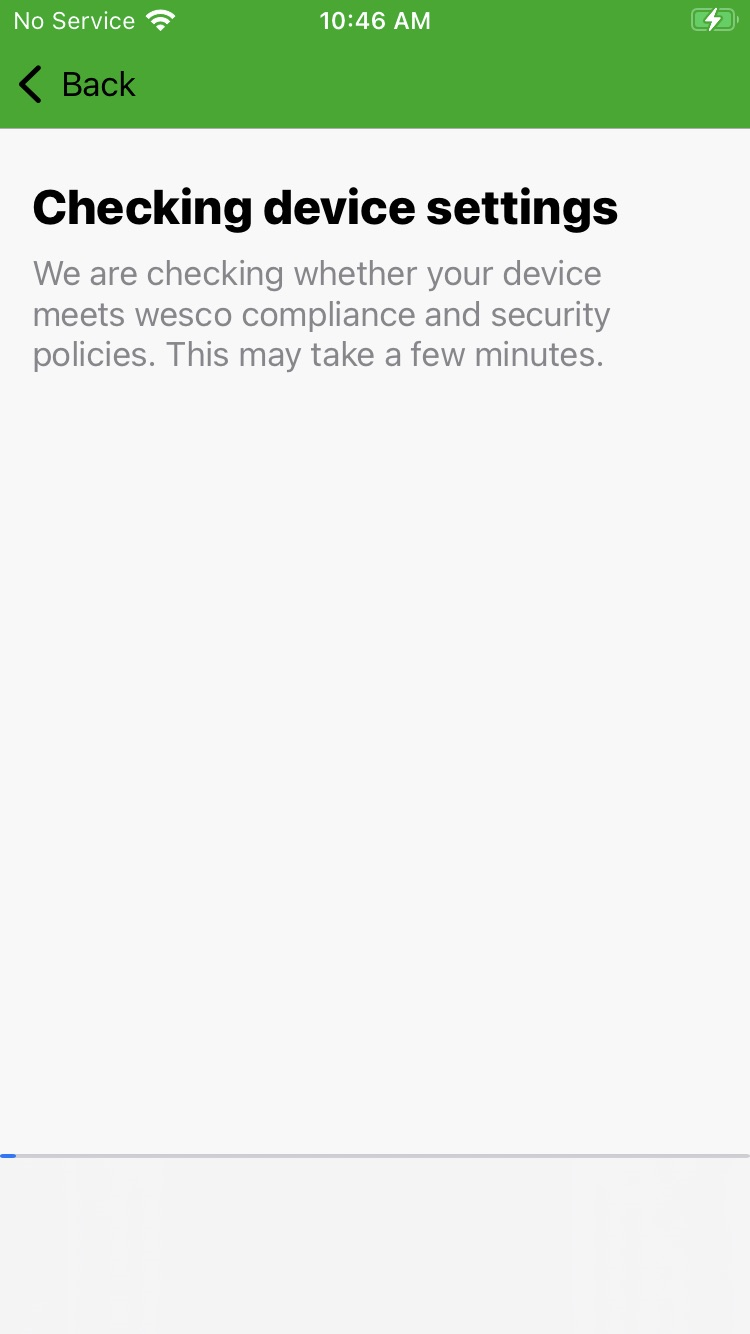 No Service 10:46 AM
Back
Checking device settings
We are checking whether your device
meets wesco compliance and security
policies. This may take a few minutes.